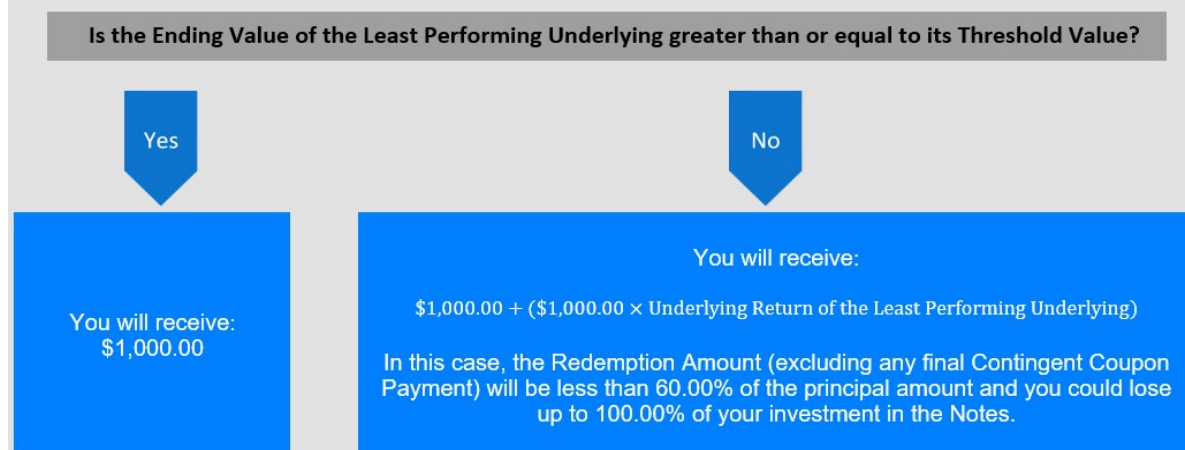 Is the Ending Value of the Least Performing Underlying greater than or equal to its Threshold Value?
Yes
No
You will receive:
$1,000.00
You will receive:
$1,000.00 + ($1,000.00 × Underlying Return of the Least Performing Underlying)
In this case, the Redemption Amount (excluding any final Contingent Coupon
Payment) will be less than 60.00% of the principal amount and you could lose
up to 100.00% of your investment in the Notes.